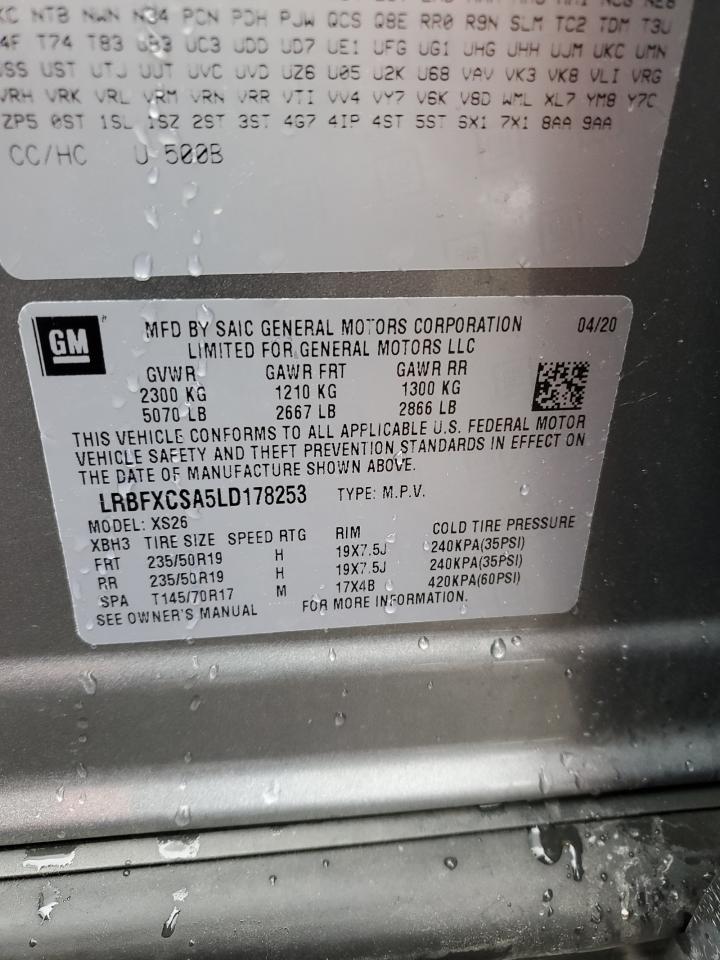 KC NTB NWN N34 PCN PDH PJW QCS Q8E RR0 R9N SLM TC2 TDM T3U
4F T74 T83 UB3 UC3 UDD UD7 UE1 UFG UG1 UHG UHH UJM UKC UMN
USS UST UTJ UUT UVC UVD UZ6 U05 U2K U68 VAV VK3 VK8 VLI VRG
VRH VRK VRL VRM VRN VRR VTI VV4 VY7 V6K V8D WML XL7 YM8 Y7C
ZP5 0ST 1SL 1SZ 2ST 3ST 4G7 4IP 4ST 5ST 6X1 7X1 8AA 9AA
CC/HC U 500B
GM
MFD BY SAIC GENERAL MOTORS CORPORATION 04/20
LIMITED FOR GENERAL MOTORS LLC
GVWR GAWR FRT GAWR RR
2300 KG 1210 KG 1300 KG
5070 LB 2667 LB 2866 LB
THIS VEHICLE CONFORMS TO ALL APPLICABLE U.S. FEDERAL MOTOR
VEHICLE SAFETY AND THEFT PREVENTION STANDARDS IN EFFECT ON
THE DATE OF MANUFACTURE SHOWN ABOVE.
LRBFXCSA5LD178253 TYPE: M.P.V.
MODEL: XS26
XBH3 TIRE SIZE SPEED RTG RIM COLD TIRE PRESSURE
FRT 235/50R19 H 19X7.5J 240KPA(35PSI)
RR 235/50R19 H 19X7.5J 240KPA(35PSI)
SPA T145/70R17 M 17X4B 420KPA(60PSI)
SEE OWNER'S MANUAL FOR MORE INFORMATION.